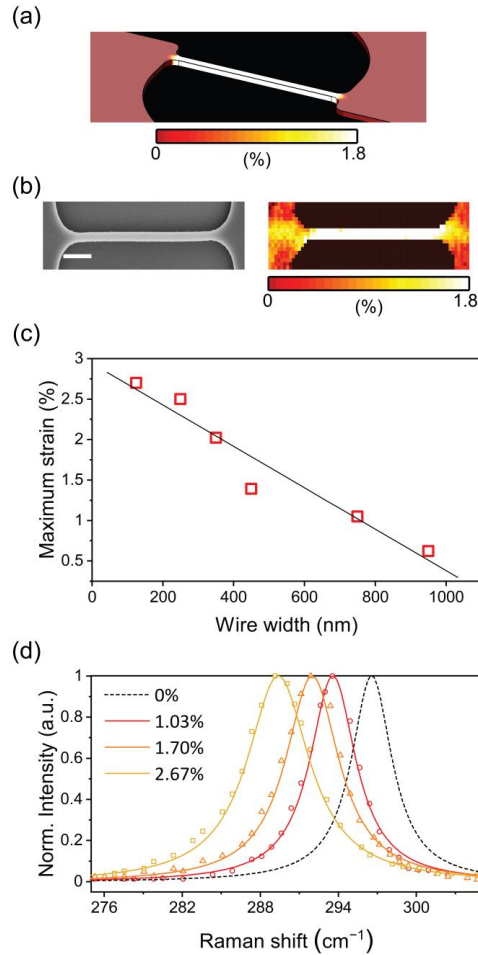 (a)
0 1.8
(%)
(b)
0 1.8
(%)
(c)
Maximum strain (%)
3
2.5
2
1.5
1
0.5
0 200 400 600 800 1000
Wire width (nm)
(d)
Norm. Intensity (a.u.)
1
0.8
0.6
0.4
0.2
0
0%
1.03%
1.70%
2.67%
276 282 288 294 300
Raman shift (cm⁻¹)